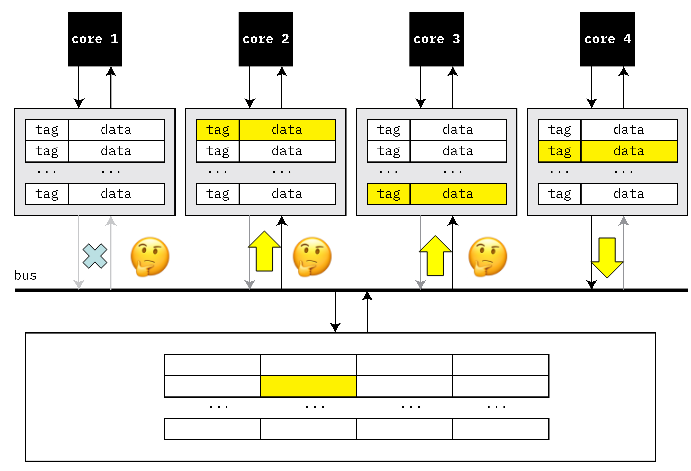 core 1 core 2 core 3 core 4
tag data tag data tag data tag data
tag data tag data tag data tag data
... ... ... ... ... ... ... ...
tag data tag data tag data tag data
bus
... ... ... ...